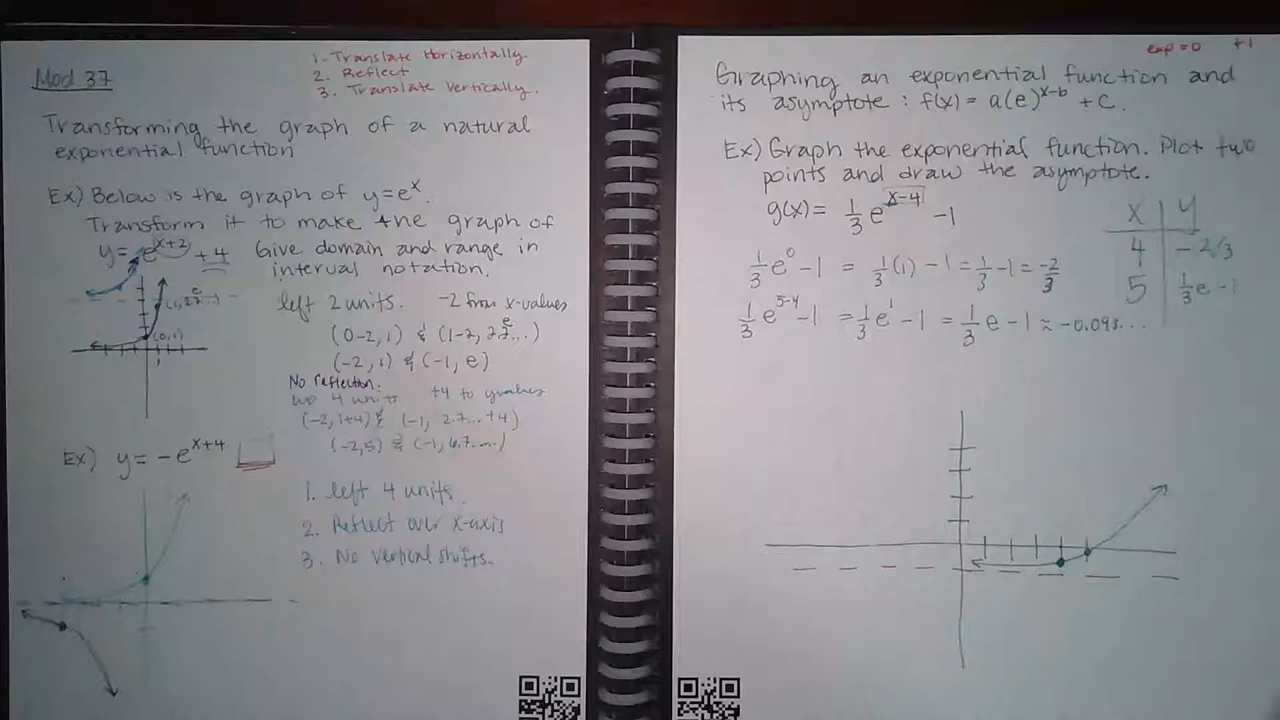 Mod 37
1. Translate Horizontally
2. Reflect
3. Translate Vertically.
Transforming the graph of a natural
exponential function
Ex) Below is the graph of y=eˣ.
Transform it to make the graph of
y= e^(x+2) + 4 Give domain and range in
interval notation.
left 2 units. -2 from x-values
(0-2, 1) & (1-2, 2.7...)
e
(-2, 1) & (-1, e)
No reflection.
4 units +4 to y values
(-2, 1+4) & (-1, 2.7... +4)
(-2, 5) & (-1, 6.7...)
(0,1)
Ex) y= -e^(x+4)
1. left 4 units.
2. Reflect over x-axis
3. No vertical shifts.
exp = 0 +1
Graphing an exponential function and
its asymptote : f(x) = a(e)^(x-b) + c.
Ex) Graph the exponential function. Plot two
points and draw the asymptote.
g(x) = 1/3 e^(x-4) -1
x y
4 -2/3
5 1/3 e -1
1/3 e⁰ -1 = 1/3 (1) -1 = 1/3 -1 = -2/3
1/3 e^(5-4) -1 = 1/3 e¹ -1 = 1/3 e -1 ≈ -0.093...